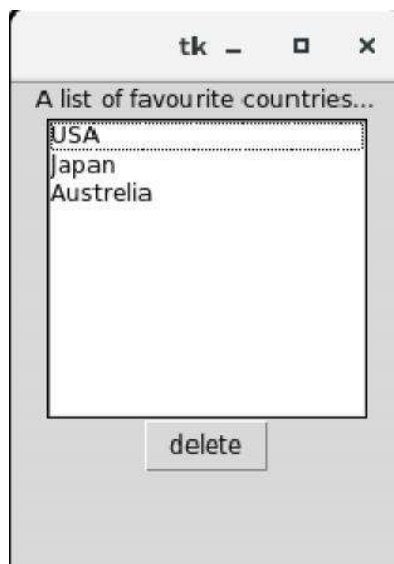 tk
A list of favourite countries...
USA
Japan
Austrelia
delete